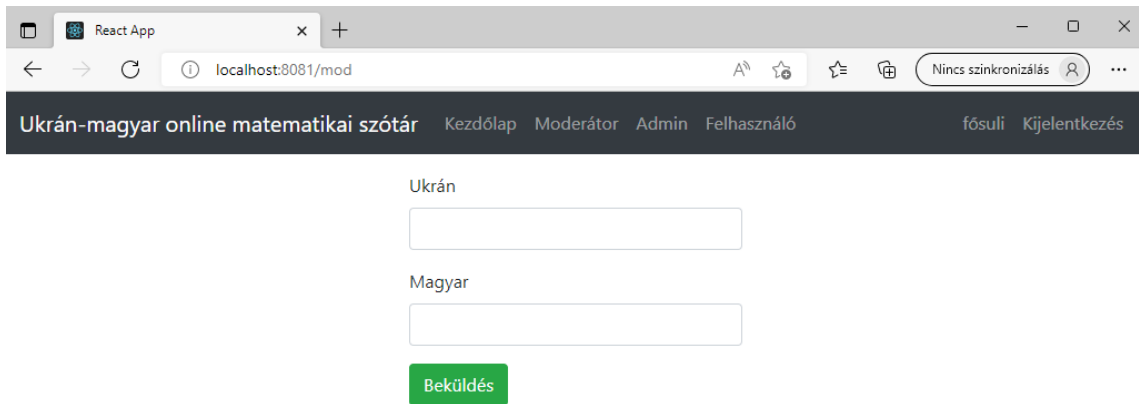 React App
localhost:8081/mod
Nincs szinkronizálás
Ukrán-magyar online matematikai szótár Kezdőlap Moderátor Admin Felhasználó fósuli Kijelentkezés
Ukrán
Magyar
Beküldés